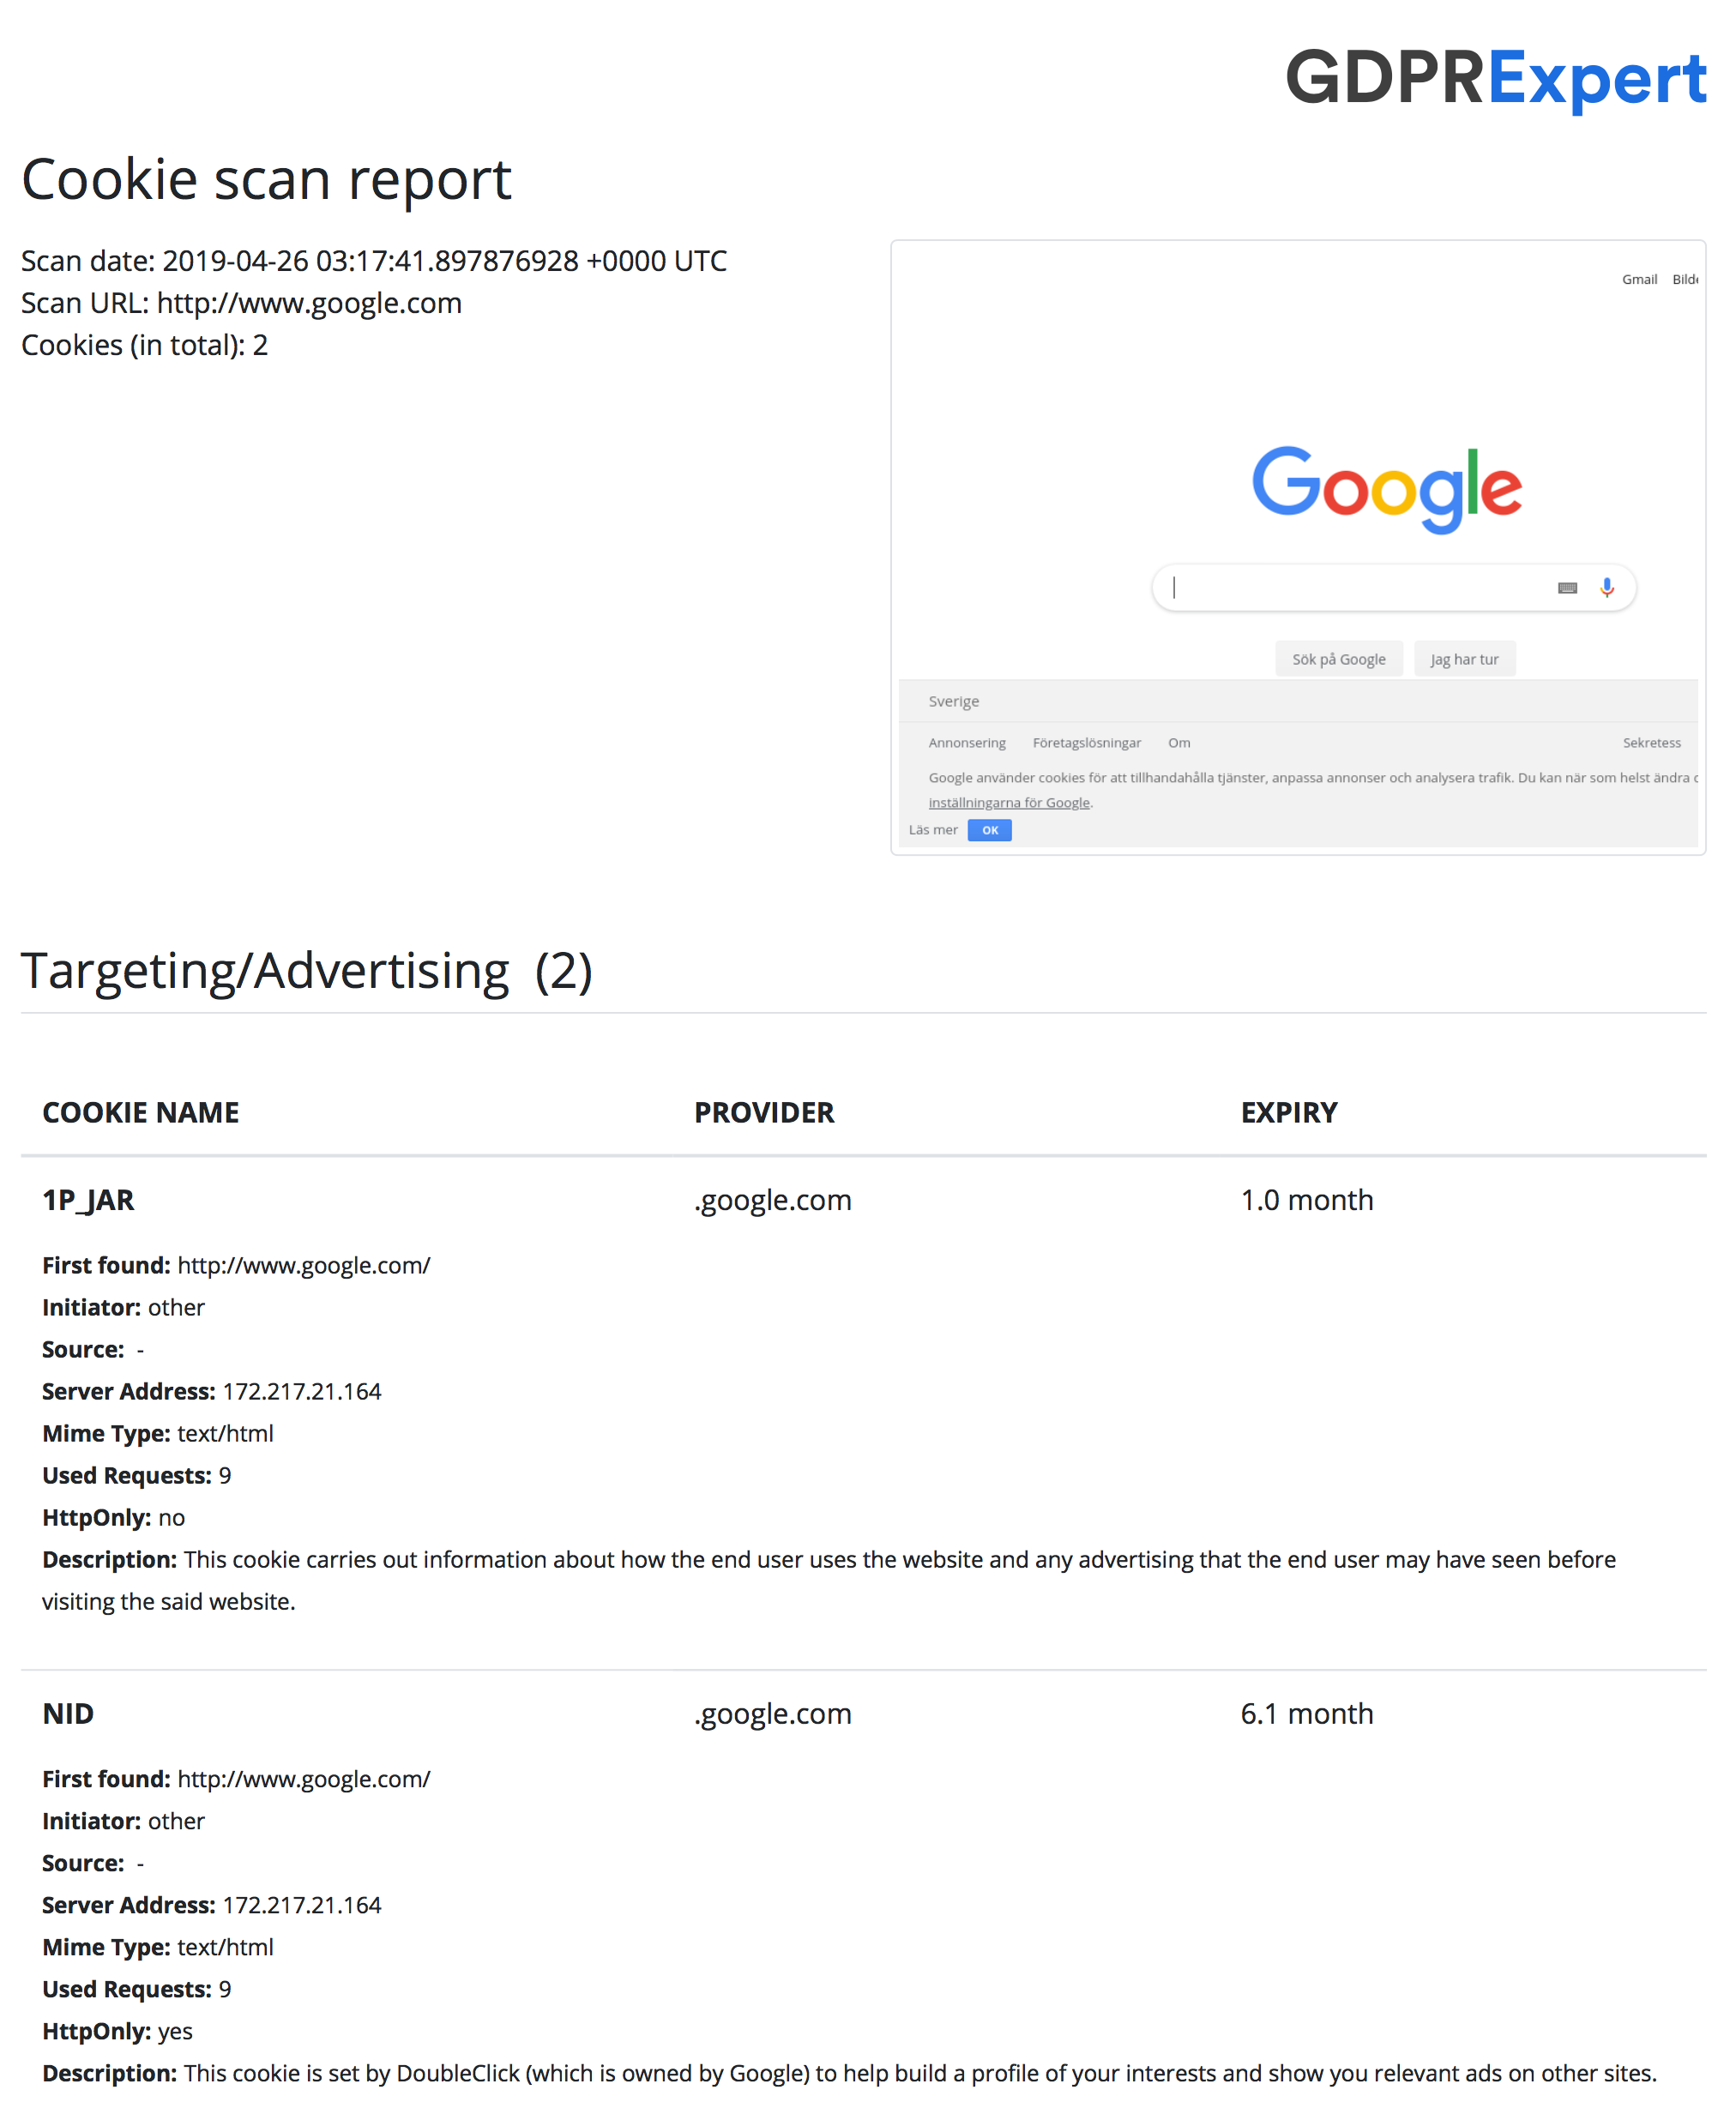 GDPRExpert
Cookie scan report
Scan date: 2019-04-26 03:17:41.897876928 +0000 UTC
Scan URL: http://www.google.com
Cookies (in total): 2
Gmail
Google
Sök på Google Jag har tur
Sverige
Annonsering Företagslösningar Om Sekretess
Google använder cookies för att tillhandahålla tjänster, anpassa annonser och analysera trafik. Du kan när som helst ändra
inställningarna för Google.
Läs mer OK
Targeting/Advertising (2)
COOKIE NAME PROVIDER EXPIRY
1P_JAR .google.com 1.0 month
First found: http://www.google.com/
Initiator: other
Source: -
Server Address: 172.217.21.164
Mime Type: text/html
Used Requests: 9
HttpOnly: no
Description: This cookie carries out information about how the end user uses the website and any advertising that the end user may have seen before
visiting the said website.
NID .google.com 6.1 month
First found: http://www.google.com/
Initiator: other
Source: -
Server Address: 172.217.21.164
Mime Type: text/html
Used Requests: 9
HttpOnly: yes
Description: This cookie is set by DoubleClick (which is owned by Google) to help build a profile of your interests and show you relevant ads on other sites.